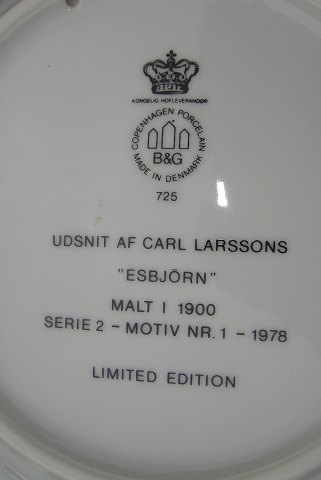 KONGELIG HOFLEVERANDØR
COPENHAGEN PORCELAIN
B&G
MADE IN DENMARK
725
UDSNIT AF CARL LARSSONS
"ESBJÖRN"
MALT I 1900
SERIE 2 - MOTIV NR. 1 - 1978
LIMITED EDITION